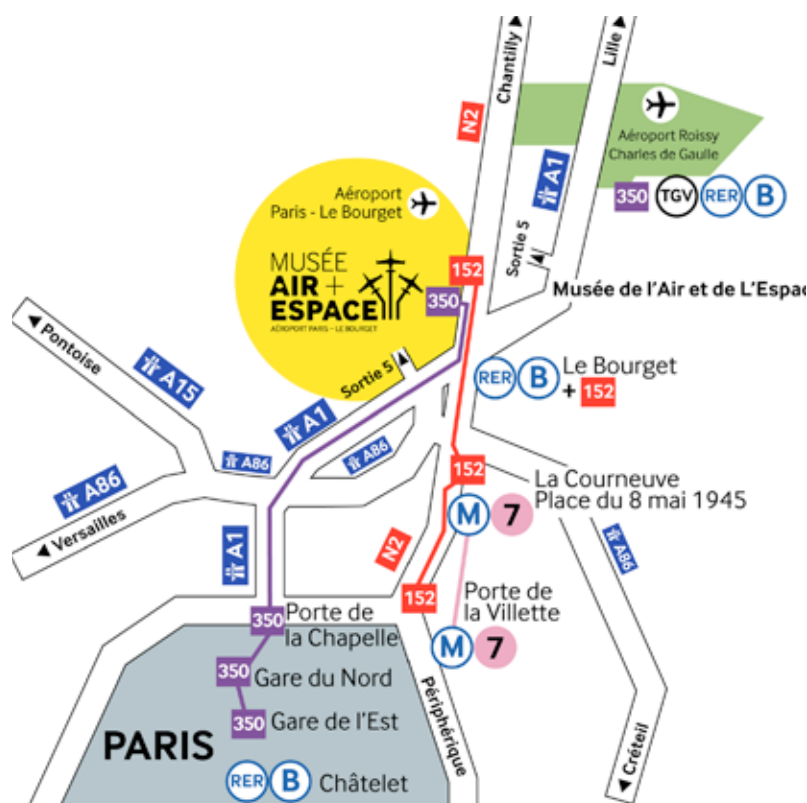 Chantilly
Lille
N2
Aéroport Roissy
Charles de Gaulle
A1
350 TGV RER B
Aéroport
Paris - Le Bourget
Sortie 5
MUSÉE
AIR +
ESPACE
AÉROPORT PARIS – LE BOURGET
152
350
Musée de l'Air et de L'Espac
Pontoise
A15
Sortie 5
A1
RER B Le Bourget
+ 152
A86
A86
A86
Versailles
152
La Courneuve
Place du 8 mai 1945
M 7
N2
A1
A86
152
Porte de
la Villette
M 7
350 Porte de
la Chapelle
350 Gare du Nord
350 Gare de l'Est
Périphérique
PARIS
RER B Châtelet
Créteil